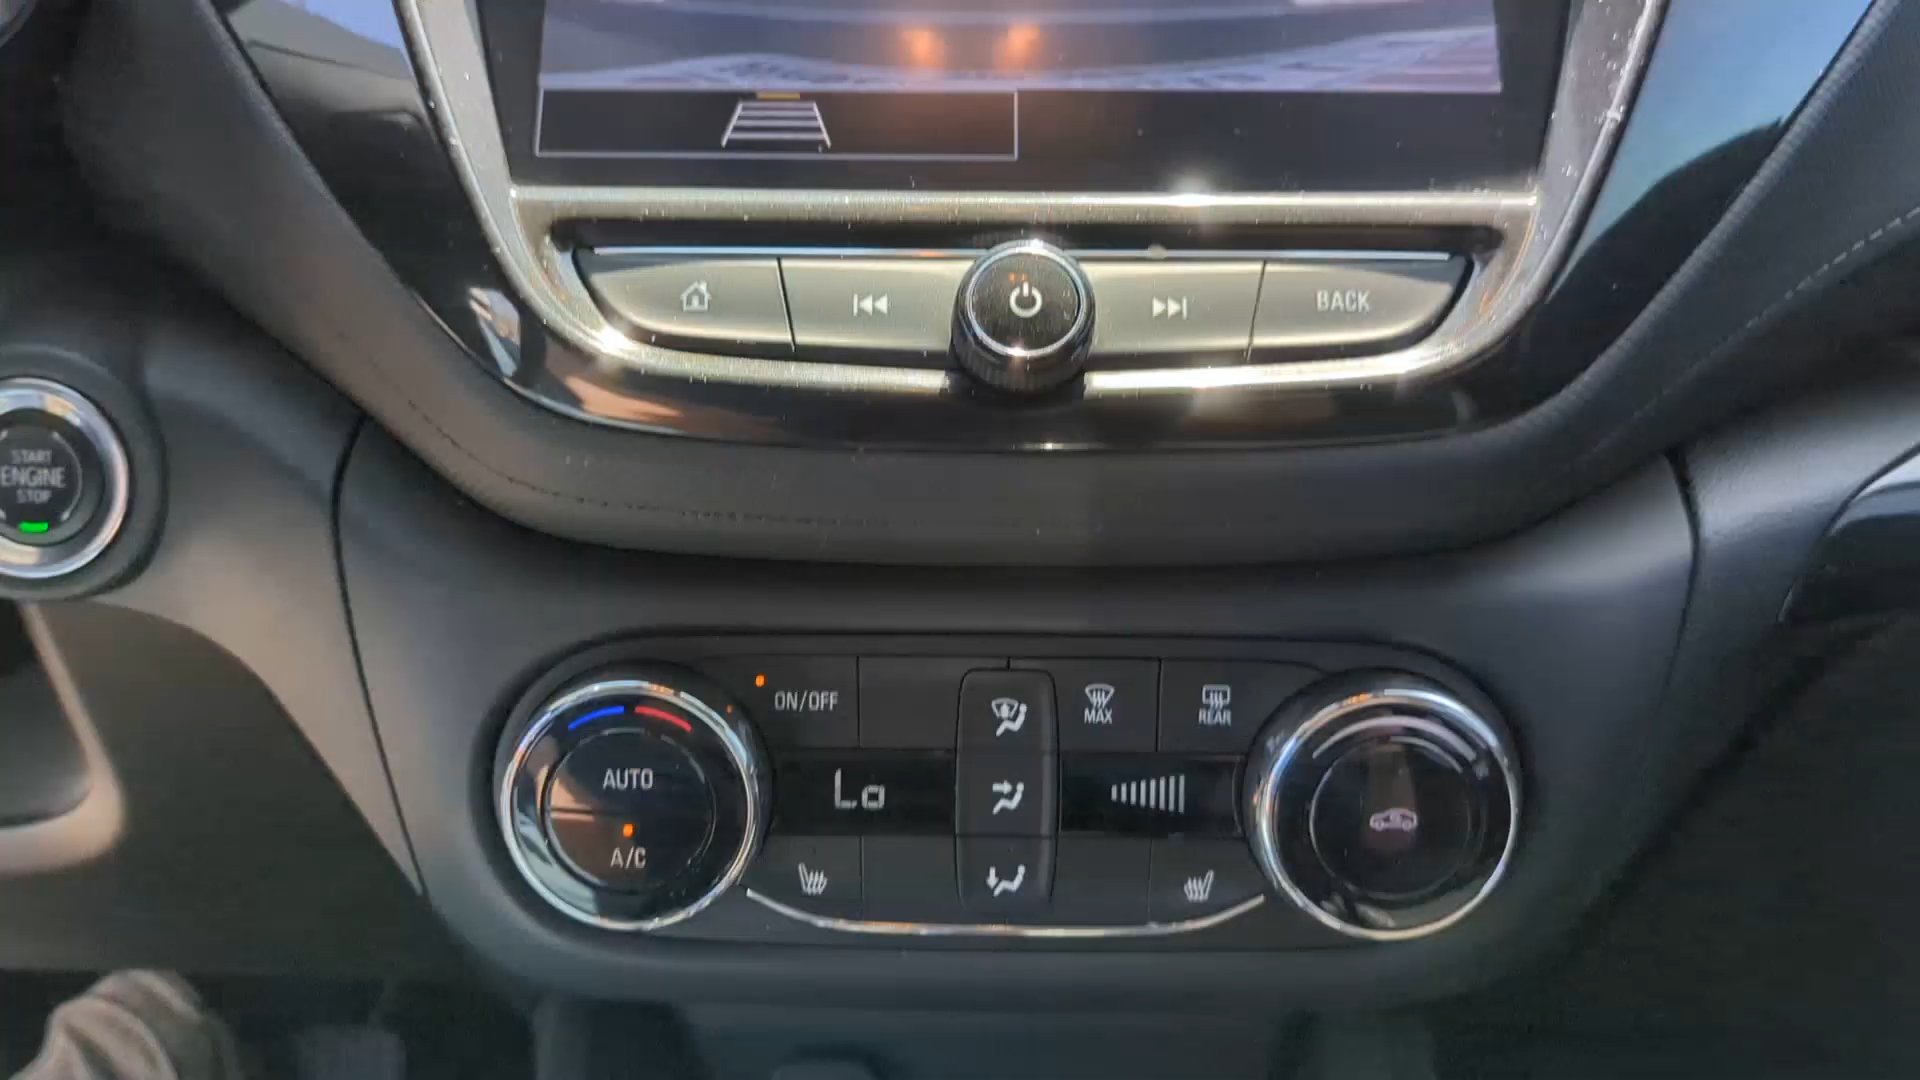 BACK
START
ENGINE
STOP
ON/OFF
MAX
REAR
AUTO
Lo
A/C